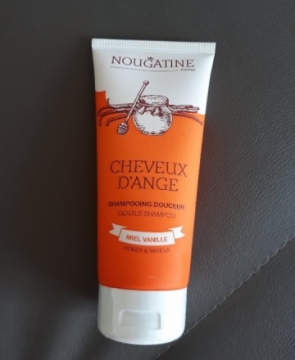 NOUGATINE
PARIS
CHEVEUX
D'ANGE
SHAMPOOING DOUCEUR
GENTLE SHAMPOO
MIEL VANILLE
HONEY & VANILLA